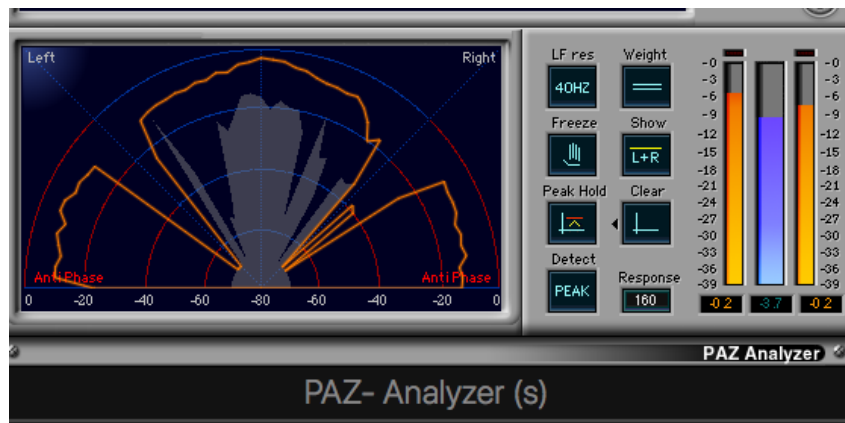 Left Right
AntiPhase AntiPhase
0 -20 -40 -60 -80 -60 -40 -20 0
LF res Weight
40HZ
Freeze Show
L+R
Peak Hold Clear
Detect Response
PEAK 160
-0 -0
-3 -3
-6 -6
-9 -9
-12 -12
-15 -15
-18 -18
-21 -21
-24 -24
-27 -27
-30 -30
-33 -33
-36 -36
-39 -39
-0.2 -3.7 -0.2
PAZ Analyzer
PAZ- Analyzer (s)